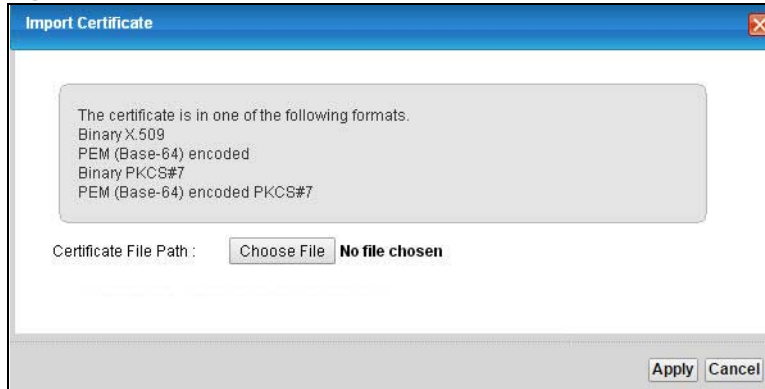 Import Certificate
The certificate is in one of the following formats.
Binary X.509
PEM (Base-64) encoded
Binary PKCS#7
PEM (Base-64) encoded PKCS#7
Certificate File Path : Choose File No file chosen
Apply Cancel